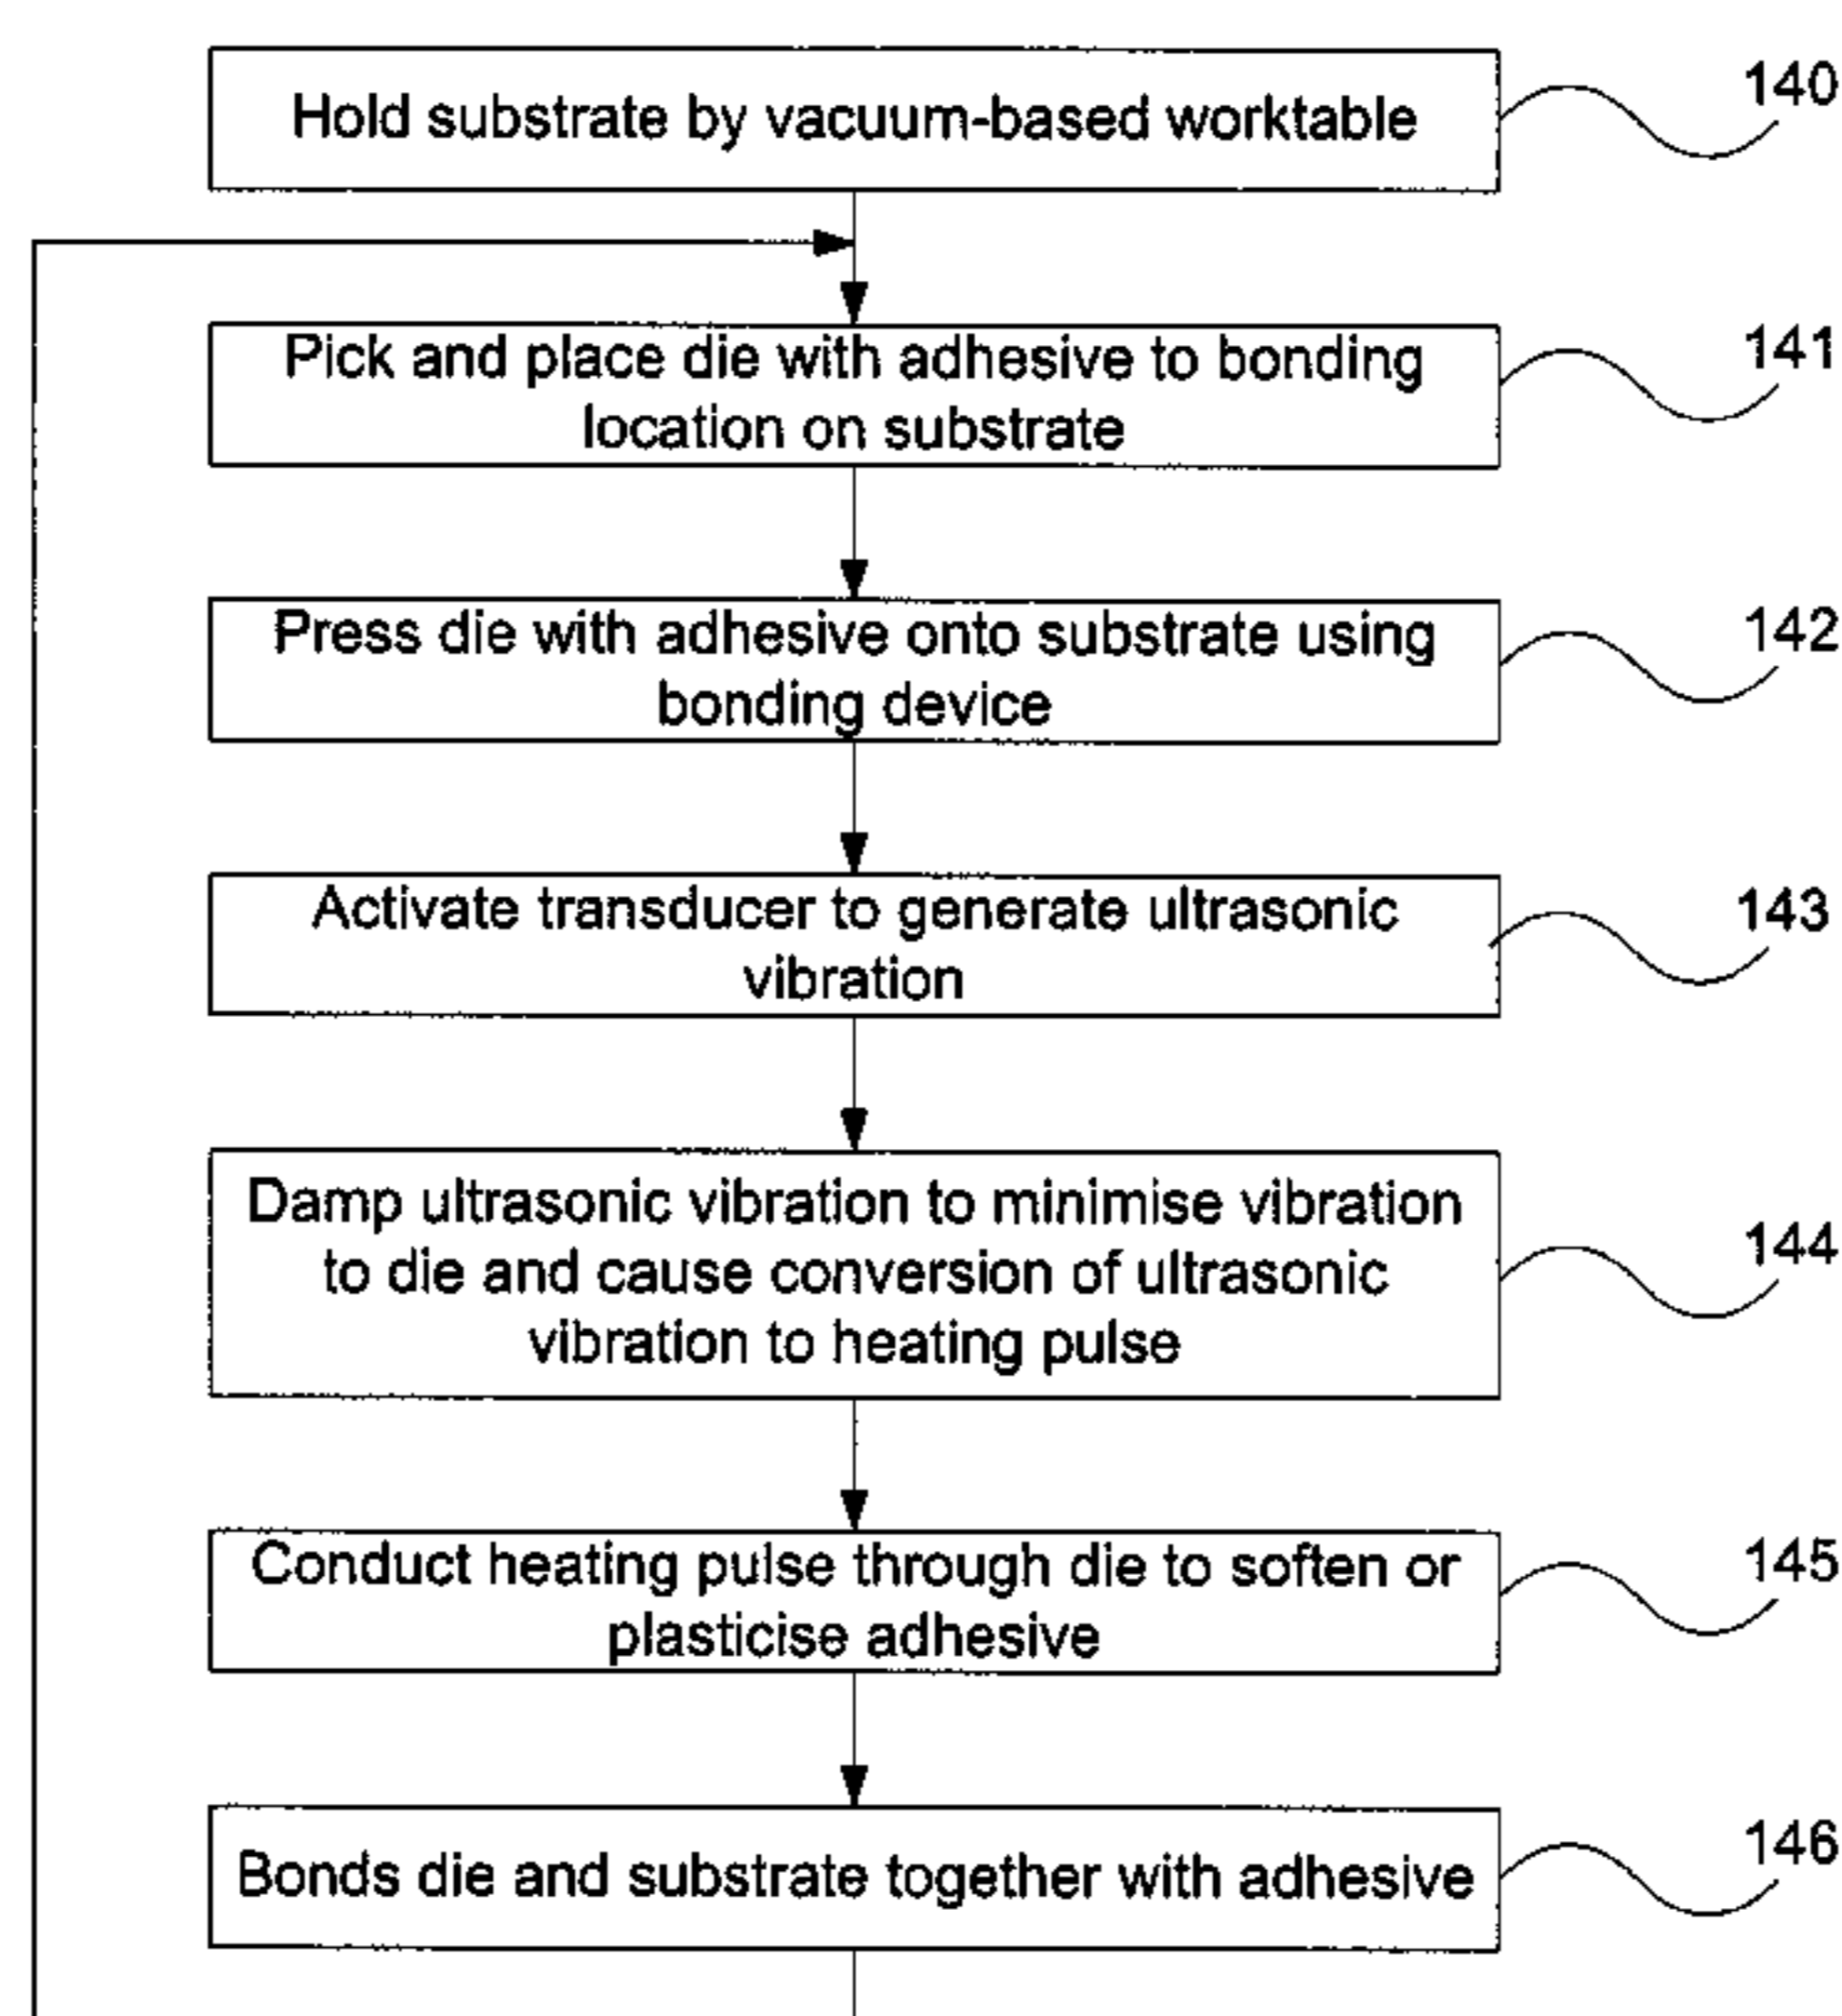 Hold substrate by vacuum-based worktable
140
Pick and place die with adhesive to bonding
location on substrate
141
Press die with adhesive onto substrate using
bonding device
142
Activate transducer to generate ultrasonic
vibration
143
Damp ultrasonic vibration to minimise vibration
to die and cause conversion of ultrasonic
vibration to heating pulse
144
Conduct heating pulse through die to soften or
plasticise adhesive
145
Bonds die and substrate together with adhesive
146